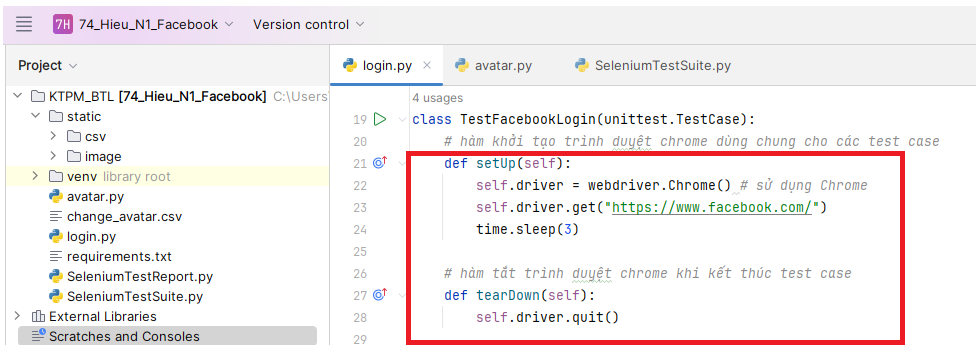 7H 74_Hieu_N1_Facebook Version control
Project
login.py avatar.py SeleniumTestSuite.py
KTPM_BTL [74_Hieu_N1_Facebook] C:\Users\
static
csv
image
venv library root
avatar.py
change_avatar.csv
login.py
requirements.txt
SeleniumTestReport.py
SeleniumTestSuite.py
External Libraries
Scratches and Consoles
4 usages
19 class TestFacebookLogin(unittest.TestCase):
20 # hàm khởi tạo trình duyệt chrome dùng chung cho các test case
21 def setUp(self):
22 self.driver = webdriver.Chrome() # sử dụng Chrome
23 self.driver.get("https://www.facebook.com/")
24 time.sleep(3)
25
26 # hàm tắt trình duyệt chrome khi kết thúc test case
27 def tearDown(self):
28 self.driver.quit()
29